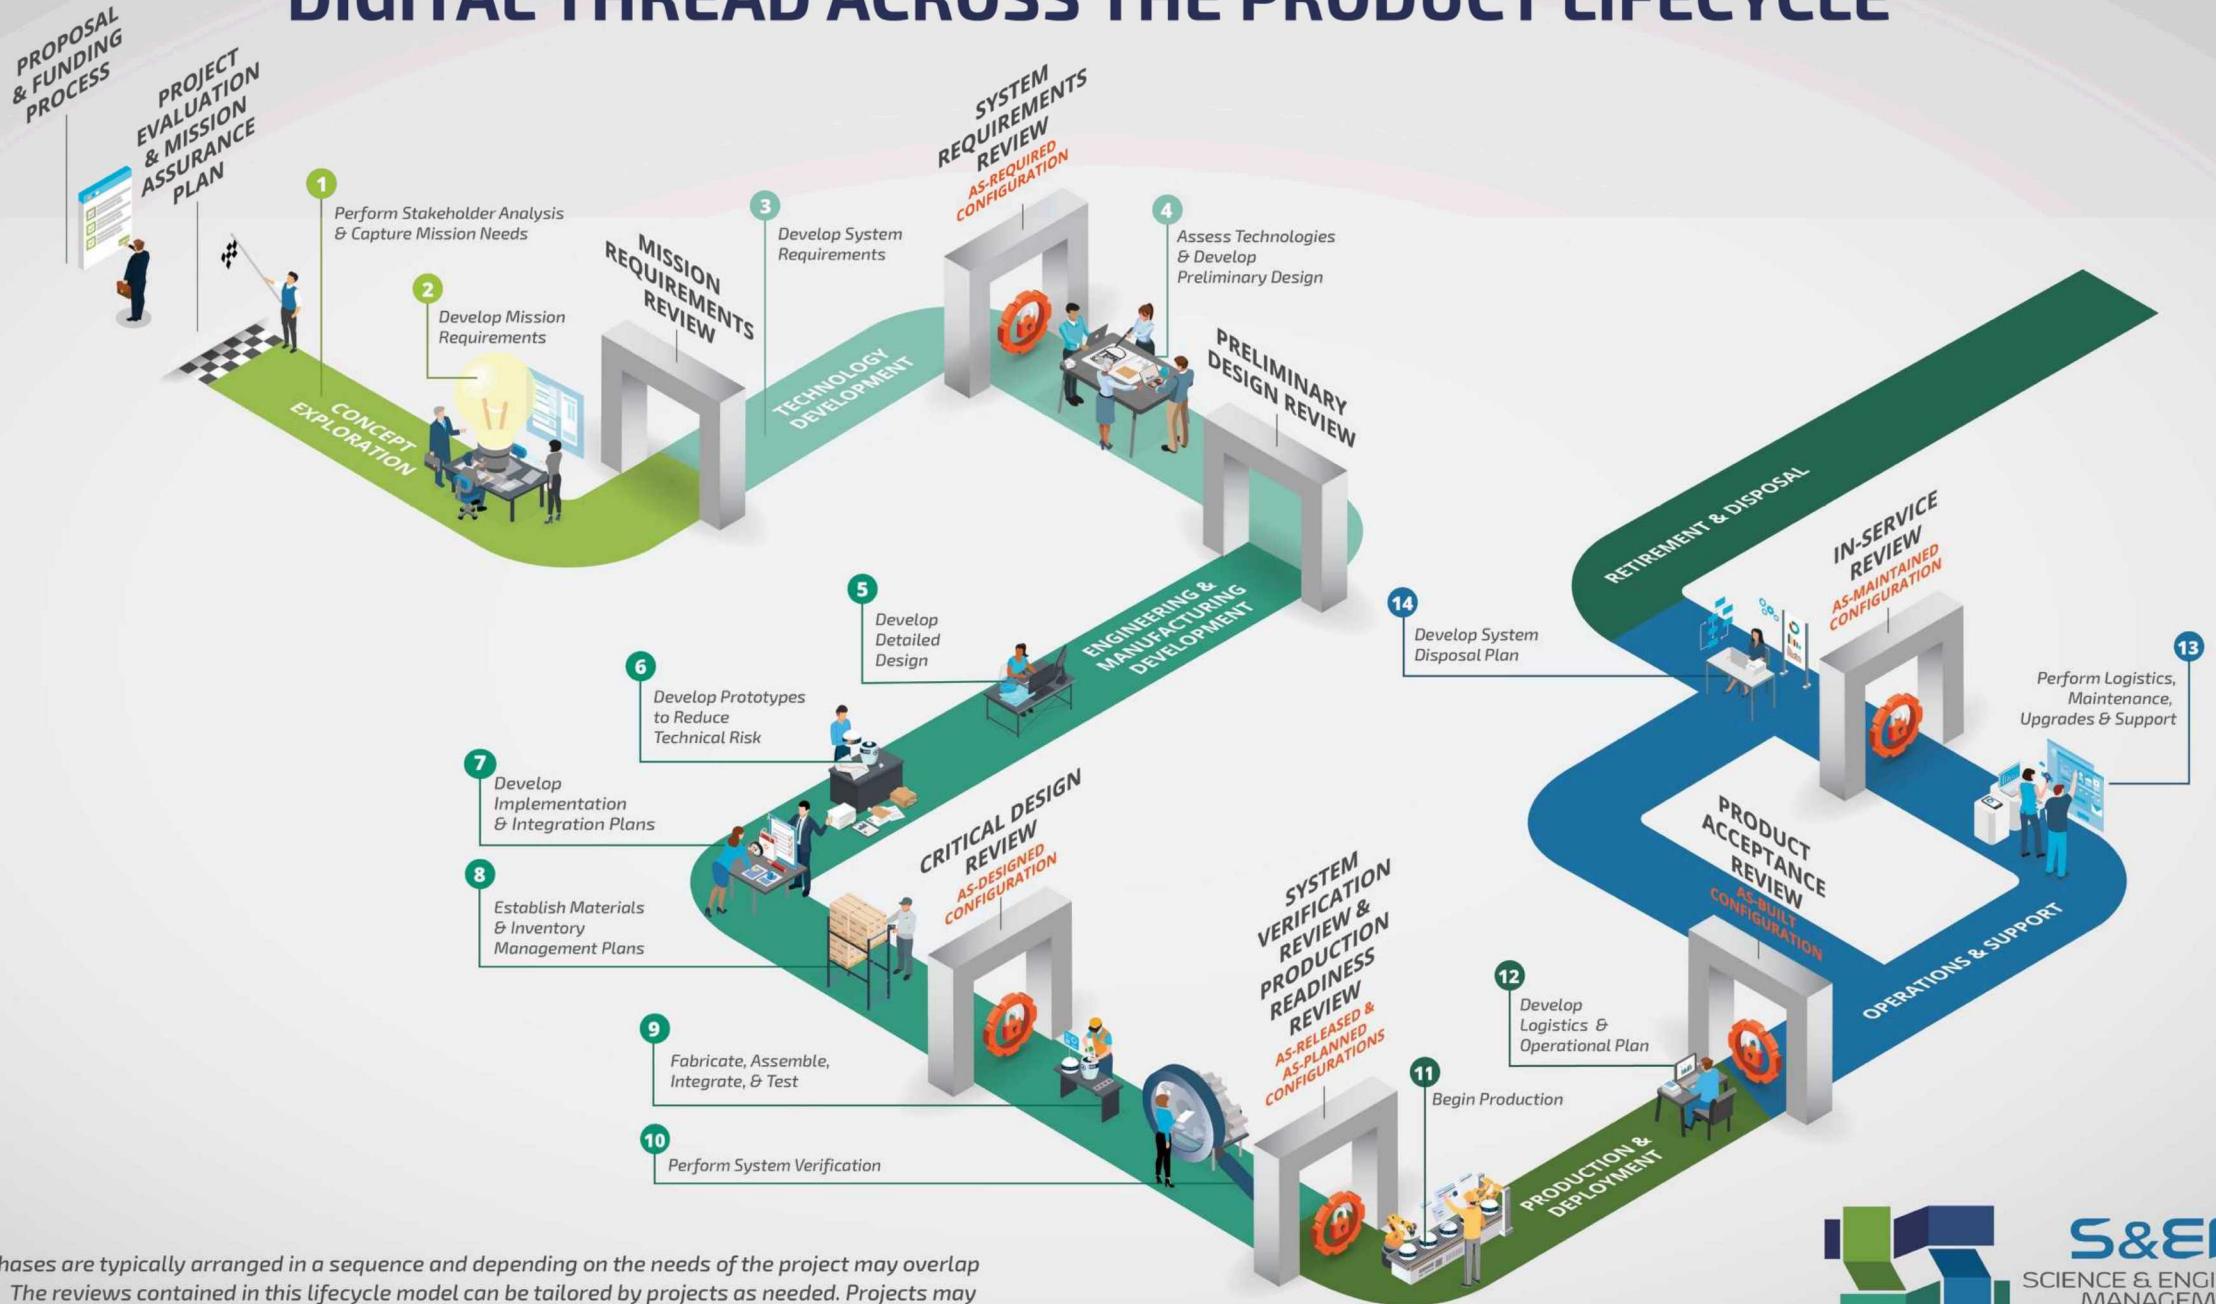 DIGITAL THREAD ACROSS THE PRODUCT LIFECYCLE
PROPOSAL
& FUNDING
PROCESS
PROJECT
EVALUATION
& MISSION
ASSURANCE
PLAN
1
Perform Stakeholder Analysis
& Capture Mission Needs
2
Develop Mission
Requirements
CONCEPT
EXPLORATION
MISSION
REQUIREMENTS
REVIEW
3
Develop System
Requirements
TECHNOLOGY
DEVELOPMENT
SYSTEM
REQUIREMENTS
REVIEW
AS-REQUIRED
CONFIGURATION
4
Assess Technologies
& Develop
Preliminary Design
PRELIMINARY
DESIGN REVIEW
ENGINEERING &
MANUFACTURING
DEVELOPMENT
5
Develop
Detailed
Design
6
Develop Prototypes
to Reduce
Technical Risk
7
Develop
Implementation
& Integration Plans
8
Establish Materials
& Inventory
Management Plans
CRITICAL DESIGN
REVIEW
AS-DESIGNED
CONFIGURATION
9
Fabricate, Assemble,
Integrate, & Test
10
Perform System Verification
SYSTEM
VERIFICATION
REVIEW &
PRODUCTION
READINESS
REVIEW
AS-RELEASED &
AS-PLANNED
CONFIGURATIONS
11
Begin Production
PRODUCTION &
DEPLOYMENT
12
Develop
Logistics &
Operational Plan
PRODUCT
ACCEPTANCE
REVIEW
AS-BUILT
CONFIGURATION
OPERATIONS & SUPPORT
13
Perform Logistics,
Maintenance,
Upgrades & Support
IN-SERVICE
REVIEW
AS-MAINTAINED
CONFIGURATION
14
Develop System
Disposal Plan
RETIREMENT & DISPOSAL
hases are typically arranged in a sequence and depending on the needs of the project may overlap
The reviews contained in this lifecycle model can be tailored by projects as needed. Projects may
S&E
SCIENCE & ENGI
MANAGEM